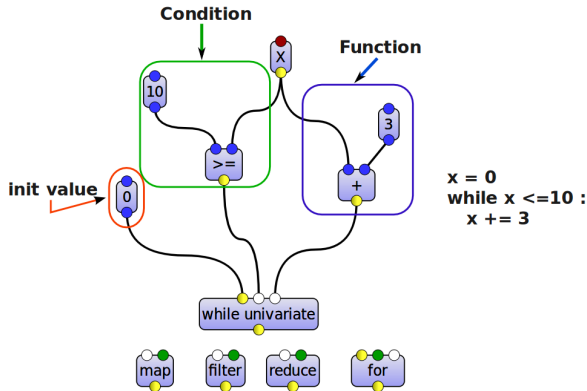 Condition
X
Function
10
3
>=
+
init value
0
x = 0
while x <=10 :
x += 3
while univariate
map
filter
reduce
for